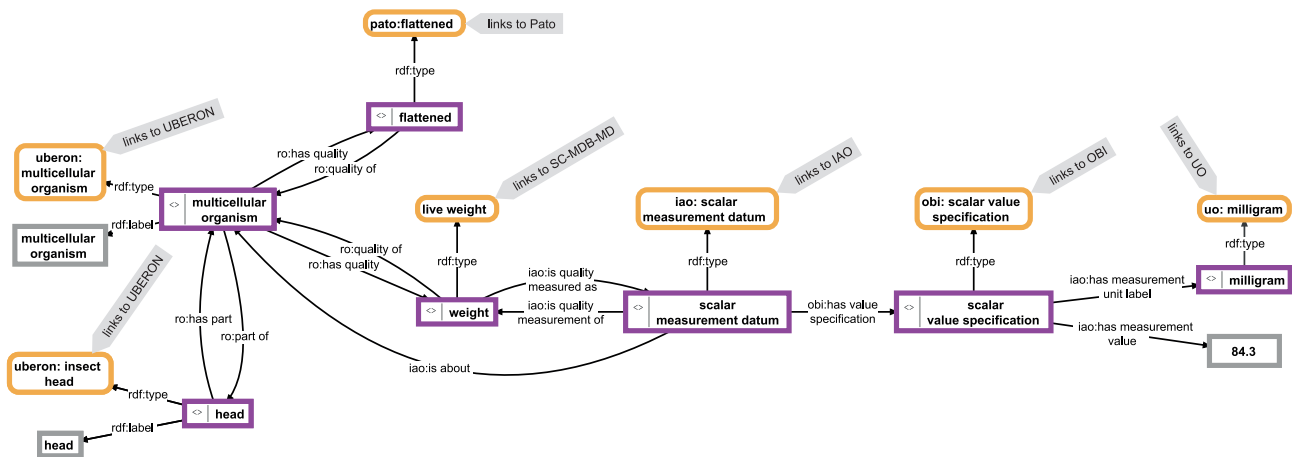 pato:flattened
links to Pato
rdf:type
<> flattened
links to UBERON
uberon:
multicellular
organism
rdf:type
ro:has quality
ro:quality of
<> multicellular
organism
rdf:label
multicellular
organism
links to SC-MDB-MD
live weight
rdf:type
links to IAO
iao: scalar
measurement datum
rdf:type
links to OBI
obi: scalar value
specification
rdf:type
links to UO
uo: milligram
rdf:type
ro:quality of
ro:has quality
iao:is quality
measured as
iao:is quality
measurement of
<> weight
<> scalar
measurement datum
obi:has value
specification
<> scalar
value specification
iao:has measurement
unit label
<> milligram
iao:has measurement
value
84.3
iao:is about
links to UBERON
ro:has part
ro:part of
uberon: insect
head
rdf:type
<> head
rdf:label
head